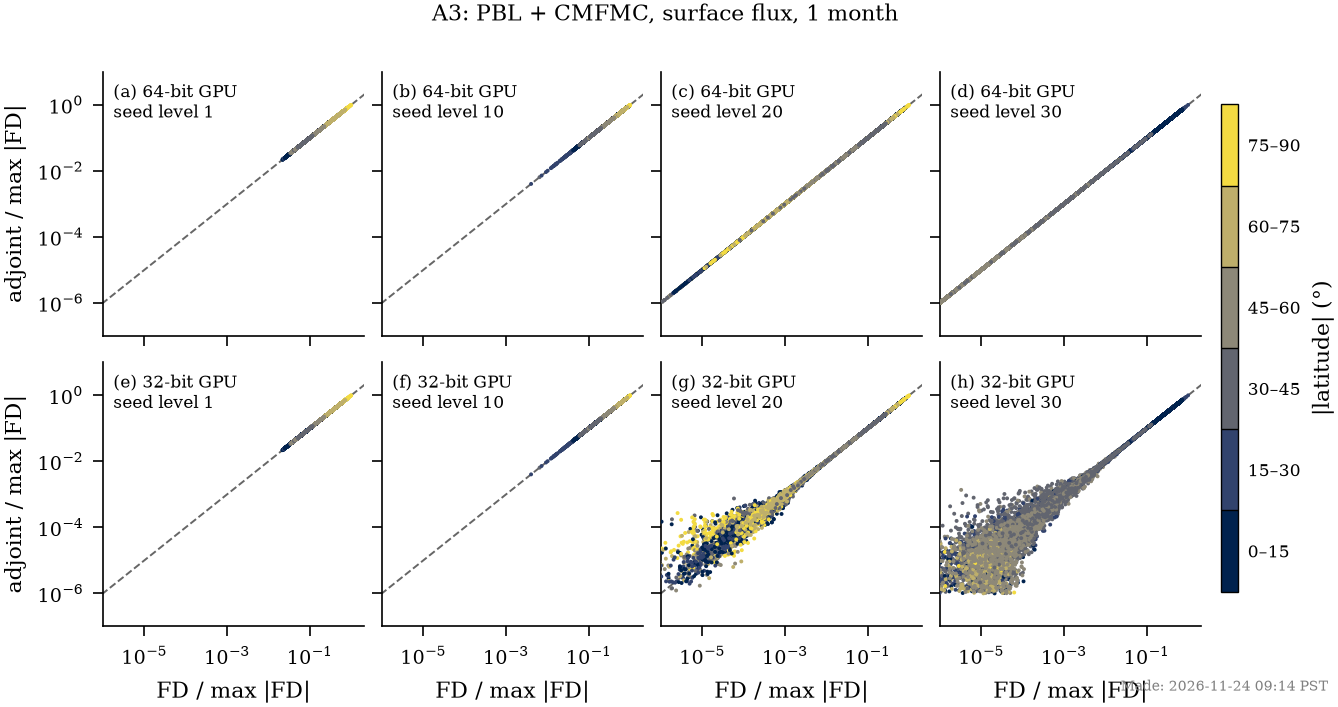 A3: PBL + CMFMC, surface flux, 1 month
(a) 64-bit GPU
seed level 1
(b) 64-bit GPU
seed level 10
(c) 64-bit GPU
seed level 20
(d) 64-bit GPU
seed level 30
10⁰
10⁻²
10⁻⁴
10⁻⁶
adjoint / max |FD|
(e) 32-bit GPU
seed level 1
(f) 32-bit GPU
seed level 10
(g) 32-bit GPU
seed level 20
(h) 32-bit GPU
seed level 30
10⁰
10⁻²
10⁻⁴
10⁻⁶
adjoint / max |FD|
10⁻⁵ 10⁻³ 10⁻¹
10⁻⁵ 10⁻³ 10⁻¹
10⁻⁵ 10⁻³ 10⁻¹
10⁻⁵ 10⁻³ 10⁻¹
FD / max |FD|
FD / max |FD|
FD / max |FD|
FD / max |FD|
75–90
60–75
45–60
30–45
15–30
0–15
|latitude| (°)
Made: 2026-11-24 09:14 PST